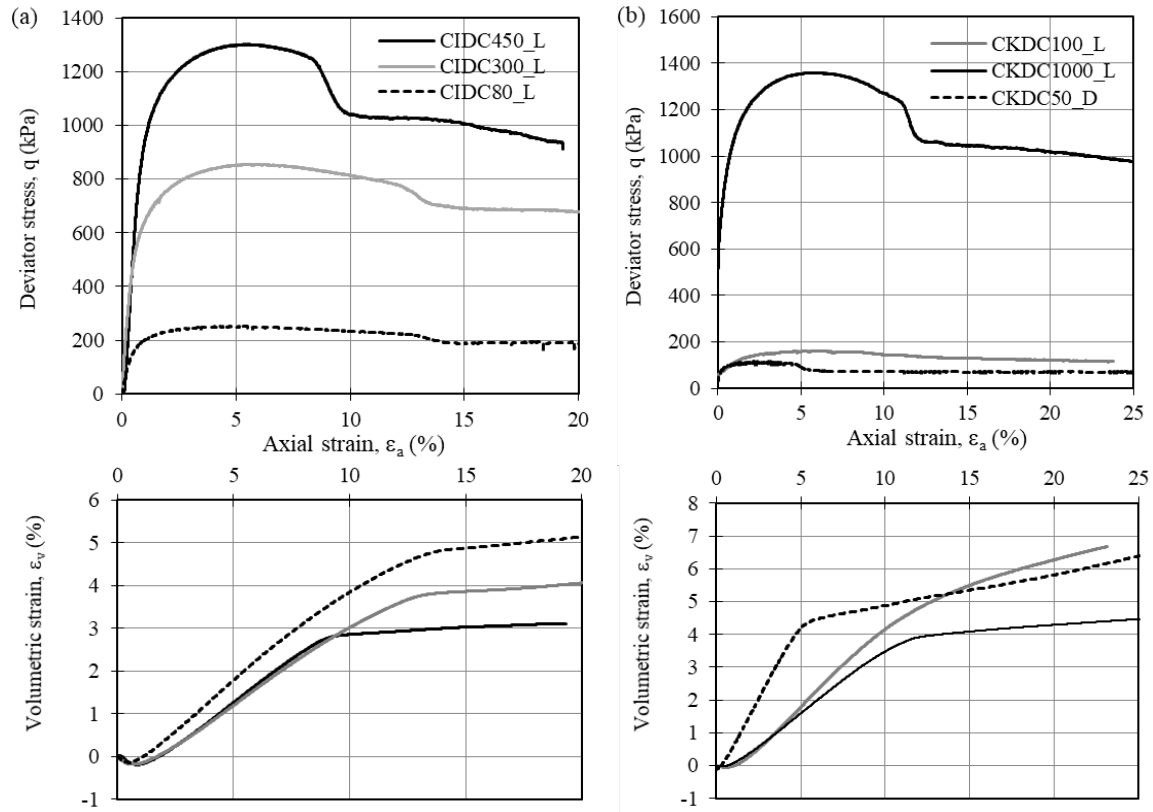 (a)
1400
1200
1000
800
600
400
200
0
Deviator stress, q (kPa)
CIDC450_L
CIDC300_L
CIDC80_L
0 5 10 15 20
Axial strain, εa (%)
0 5 10 15 20
6
5
4
3
2
1
0
-1
Volumetric strain, εv (%)
(b)
1600
1400
1200
1000
800
600
400
200
0
Deviator stress, q (kPa)
CKDC100_L
CKDC1000_L
CKDC50_D
0 5 10 15 20 25
Axial strain, εa (%)
0 5 10 15 20 25
8
7
6
5
4
3
2
1
0
-1
Volumetric strain, εv (%)